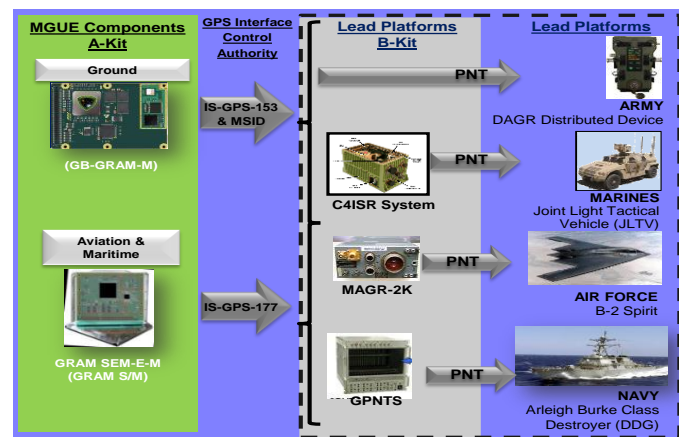 MGUE Components
A-Kit
Ground
(GB-GRAM-M)
Aviation &
Maritime
GRAM SEM-E-M
(GRAM S/M)
GPS Interface
Control
Authority
IS-GPS-153
& MSID
IS-GPS-177
Lead Platforms
B-Kit
C4ISR System
MAGR-2K
GPNTS
PNT
PNT
PNT
PNT
Lead Platforms
ARMY
DAGR Distributed Device
MARINES
Joint Light Tactical
Vehicle (JLTV)
AIR FORCE
B-2 Spirit
NAVY
Arleigh Burke Class
Destroyer (DDG)